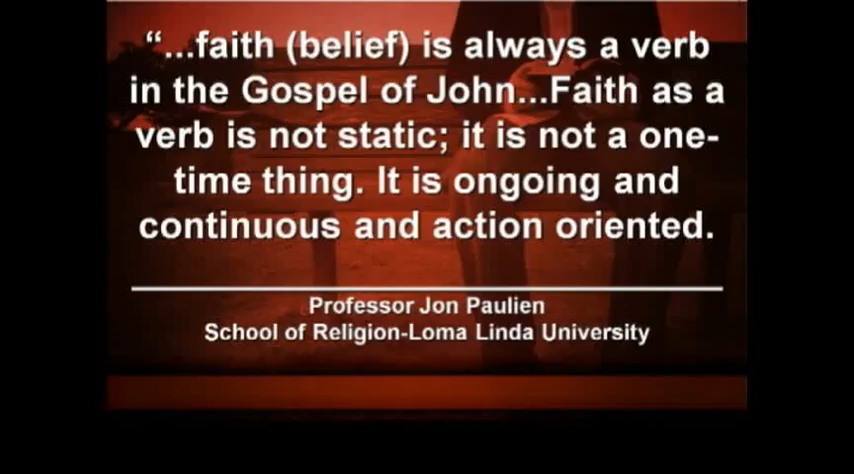 “...faith (belief) is always a verb
in the Gospel of John...Faith as a
verb is not static; it is not a one-
time thing. It is ongoing and
continuous and action oriented.
Professor Jon Paulien
School of Religion-Loma Linda University